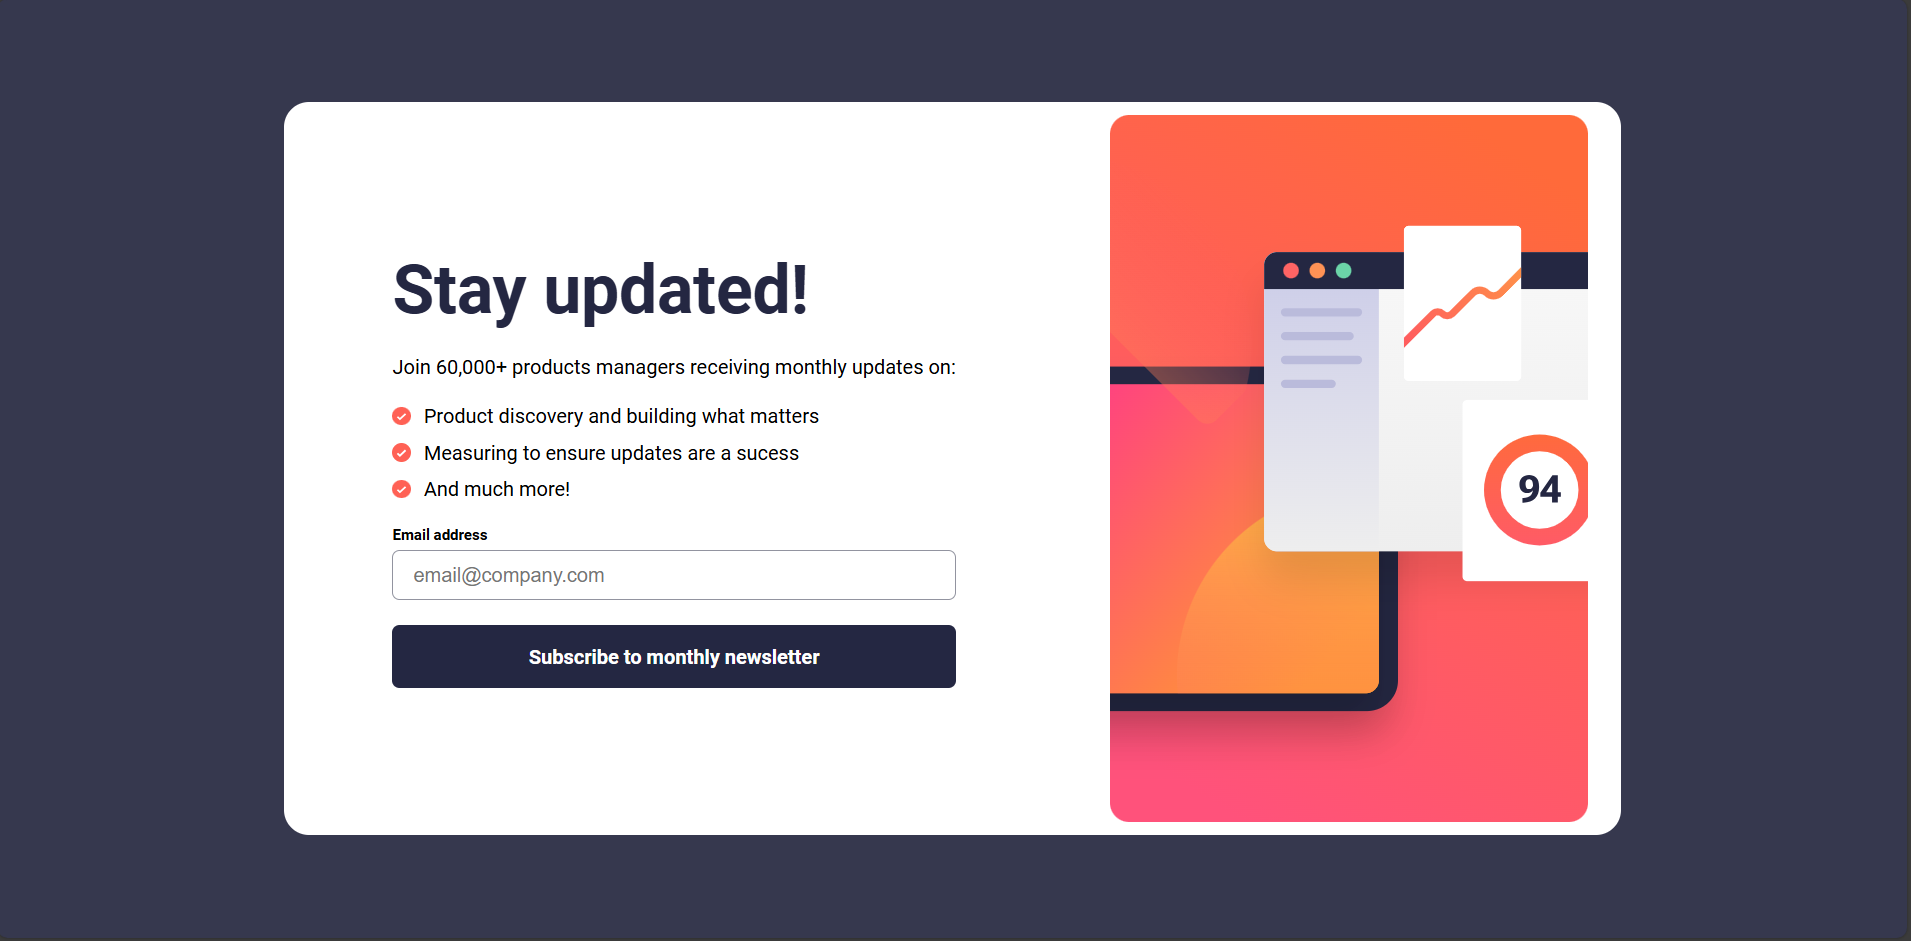 Stay updated!
Join 60,000+ products managers receiving monthly updates on:
Product discovery and building what matters
Measuring to ensure updates are a sucess
And much more!
Email address
email@company.com
Subscribe to monthly newsletter
94